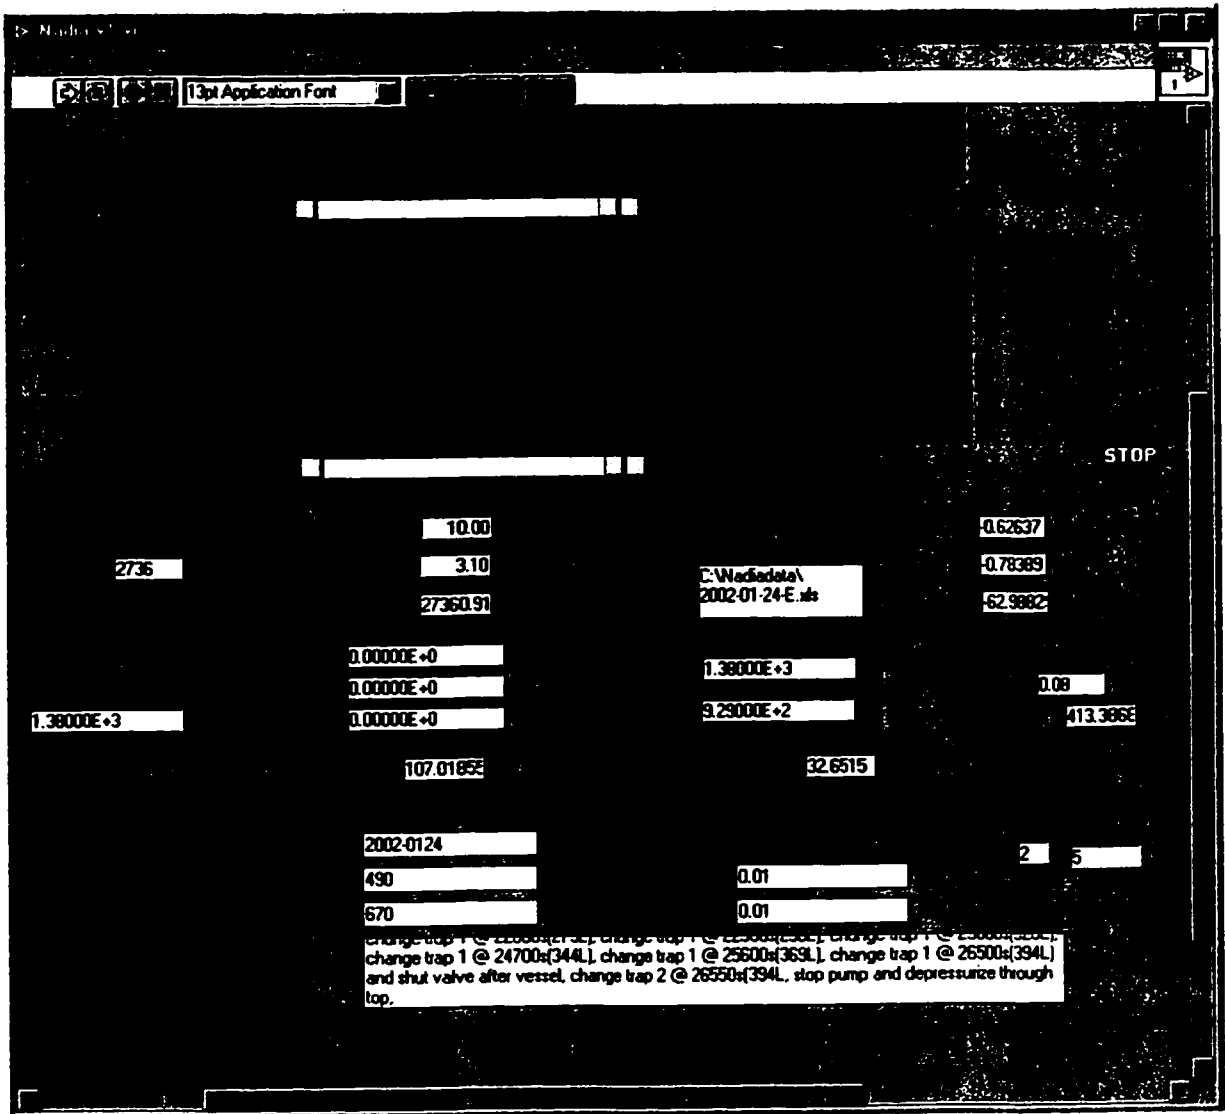 13pt Application Font
1
STOP
10.00
-0.62637
2736
3.10
C:\Nadiadata\
2002-01-24-E.xls
-0.78389
27360.91
-62.9882
0.00000E+0
1.38000E+3
0.00000E+0
0.08
1.38000E+3
0.00000E+0
9.29000E+2
413.3868
107.01855
32.6515
2002-0124
2
5
490
0.01
670
0.01
change trap 1 @ 24700s[344L], change trap 1 @ 25600s[369L], change trap 1 @ 26500s[394L]
and shut valve after vessel, change trap 2 @ 26550s[394L, stop pump and depressurize through
top,